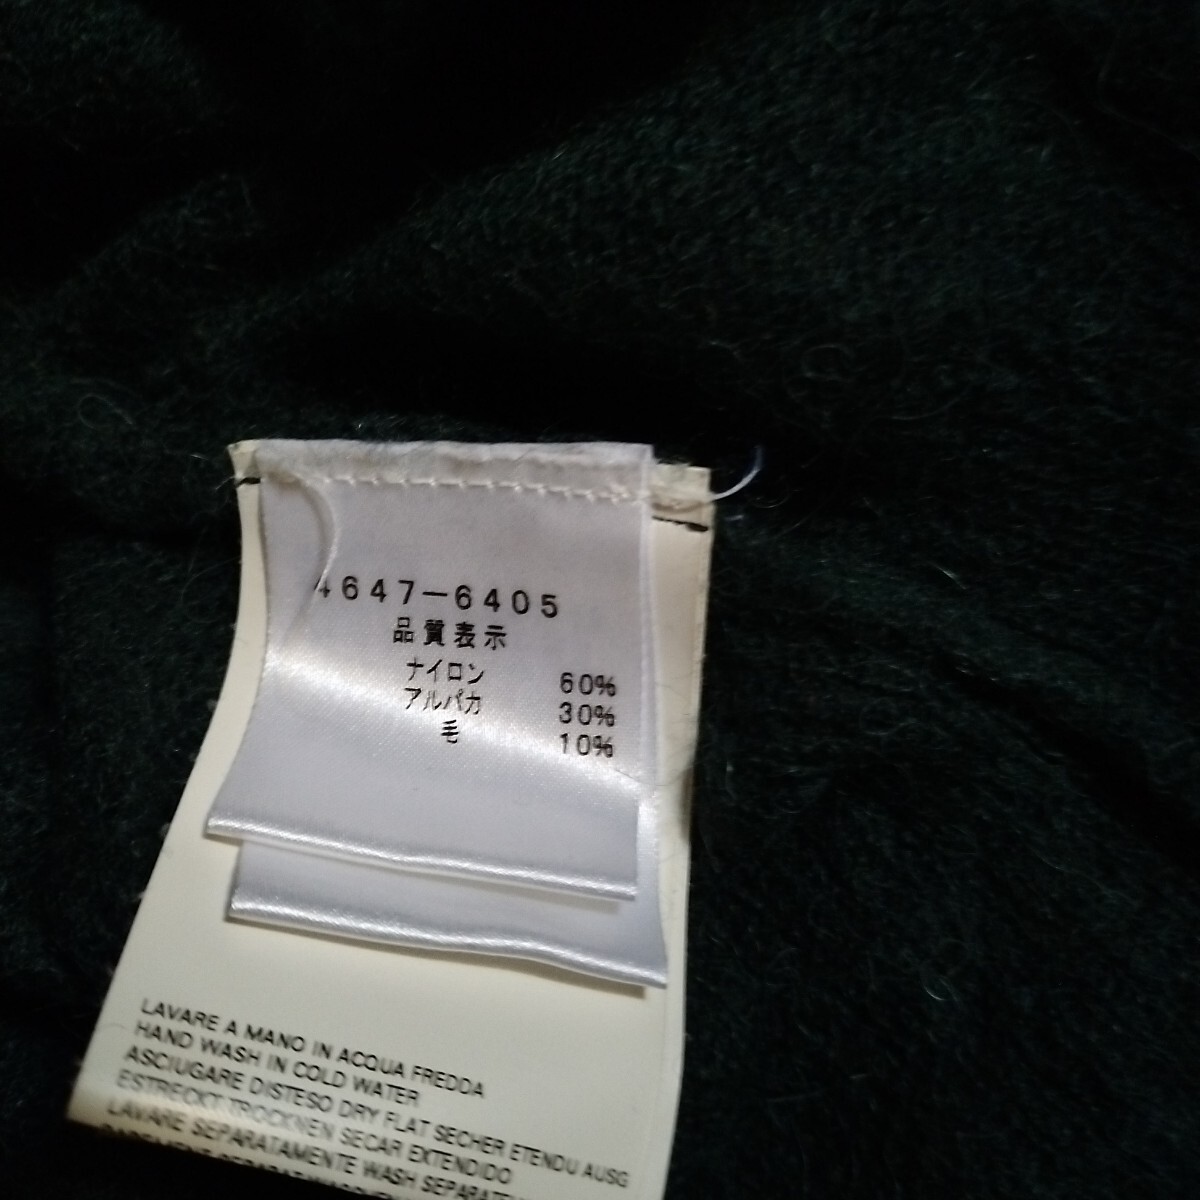 4647-6405
品質表示
ナイロン 60%
アルパカ 30%
毛 10%
LAVARE A MANO IN ACQUA FREDDA
HAND WASH IN COLD WATER
ASCIUGARE DISTESO DRY FLAT SECHER ETENDU AUSG
ESTRECKT TROCKNEN SECAR EXTENDIDO
LAVARE SEPARATAMENTE WASH SEPARAT